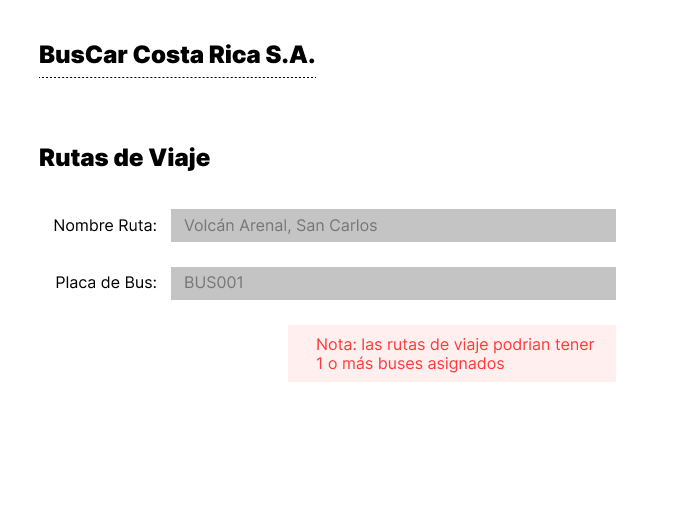 BusCar Costa Rica S.A.
Rutas de Viaje
Nombre Ruta: Volcán Arenal, San Carlos
Placa de Bus: BUS001
Nota: las rutas de viaje podrian tener
1 o más buses asignados